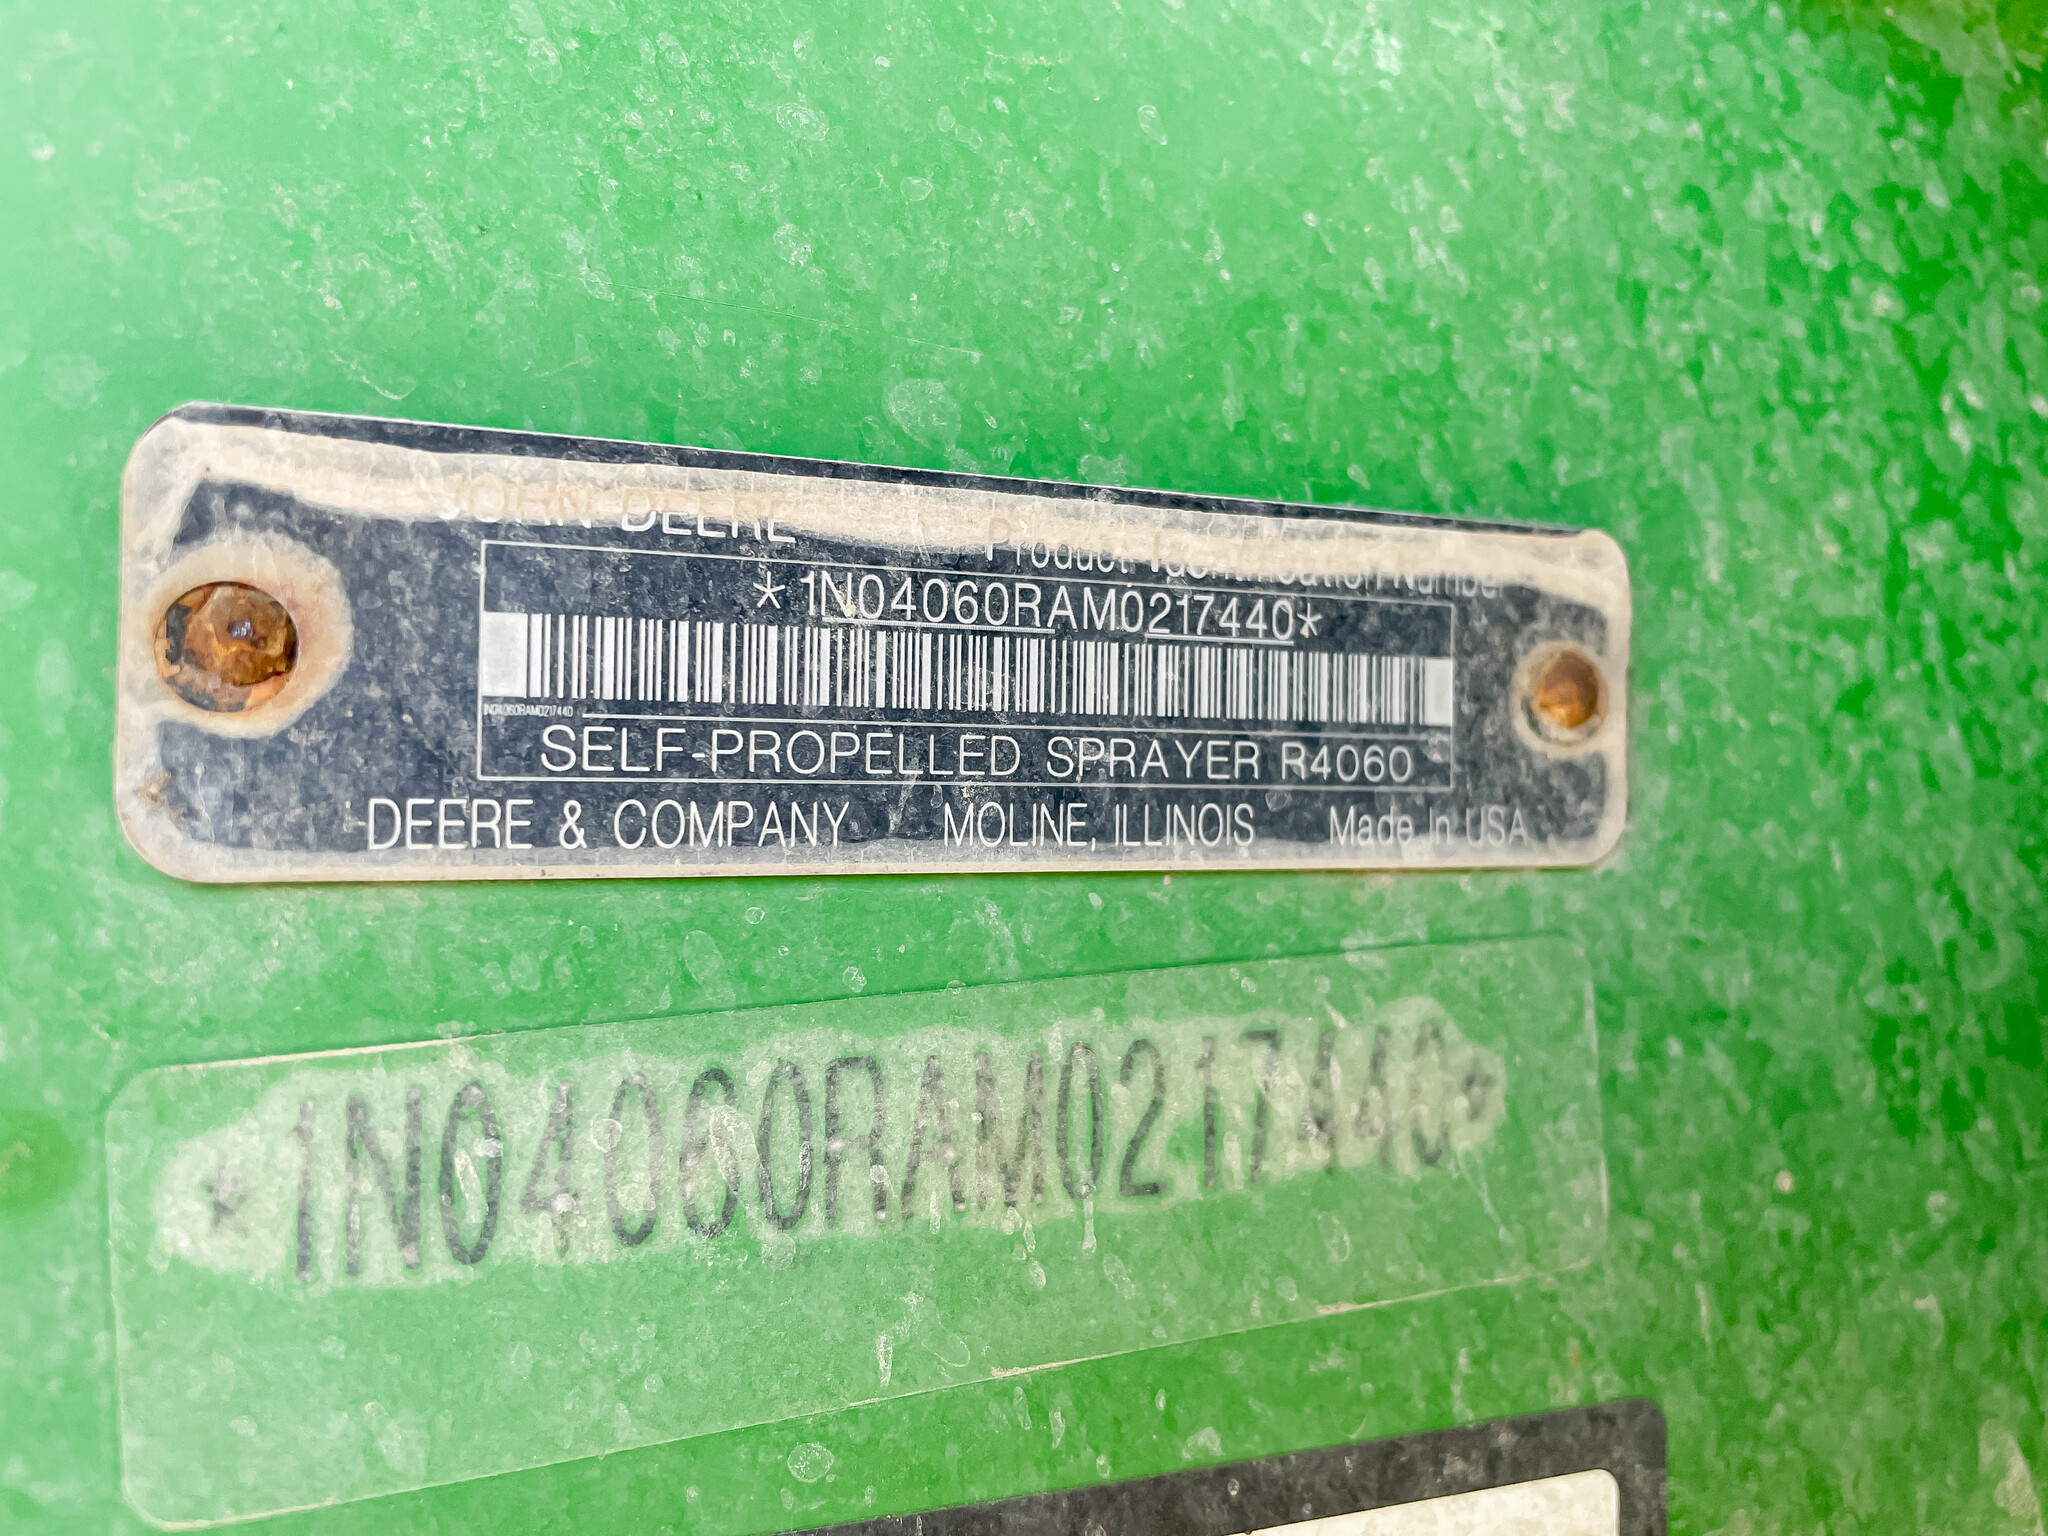 JOHN DEERE
Product Identification Number
*1N04060RAM0217440*
1N04060RAM0217440
SELF-PROPELLED SPRAYER R4060
DEERE & COMPANY MOLINE, ILLINOIS Made in USA
*1N04060RAM0217440*